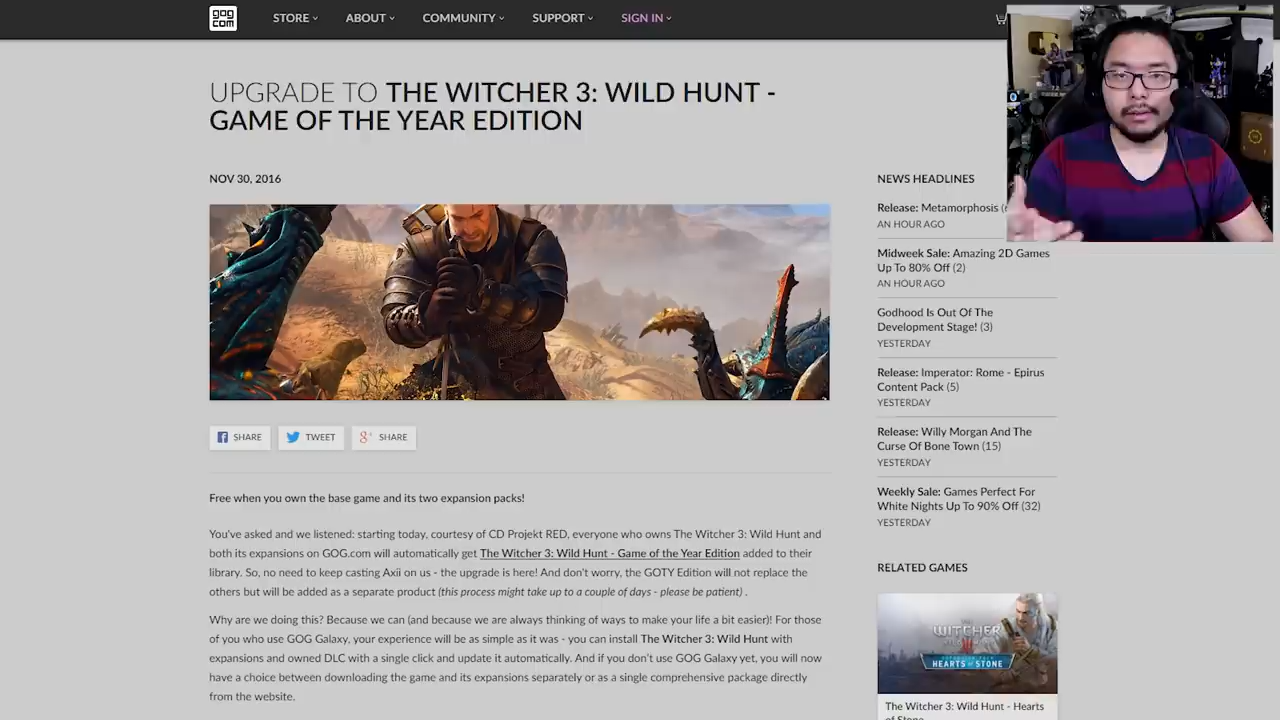 gog
com
STORE
ABOUT
COMMUNITY
SUPPORT
SIGN IN
UPGRADE TO THE WITCHER 3: WILD HUNT -
GAME OF THE YEAR EDITION
NOV 30, 2016
SHARE
TWEET
SHARE
Free when you own the base game and its two expansion packs!
You've asked and we listened: starting today, courtesy of CD Projekt RED, everyone who owns The Witcher 3: Wild Hunt and
both its expansions on GOG.com will automatically get The Witcher 3: Wild Hunt - Game of the Year Edition added to their
library. So, no need to keep casting Axii on us - the upgrade is here! And don't worry, the GOTY Edition will not replace the
others but will be added as a separate product (this process might take up to a couple of days - please be patient) .
Why are we doing this? Because we can (and because we are always thinking of ways to make your life a bit easier)! For those
of you who use GOG Galaxy, your experience will be as simple as it was - you can install The Witcher 3: Wild Hunt with
expansions and owned DLC with a single click and update it automatically. And if you don't use GOG Galaxy yet, you will now
have a choice between downloading the game and its expansions separately or as a single comprehensive package directly
from the website.
NEWS HEADLINES
Release: Metamorphosis
AN HOUR AGO
Midweek Sale: Amazing 2D Games
Up To 80% Off (2)
AN HOUR AGO
Godhood Is Out Of The
Development Stage! (3)
YESTERDAY
Release: Imperator: Rome - Epirus
Content Pack (5)
YESTERDAY
Release: Willy Morgan And The
Curse Of Bone Town (15)
YESTERDAY
Weekly Sale: Games Perfect For
White Nights Up To 90% Off (32)
YESTERDAY
RELATED GAMES
WITCHER
HEARTS OF STONE
The Witcher 3: Wild Hunt - Hearts
of Stone